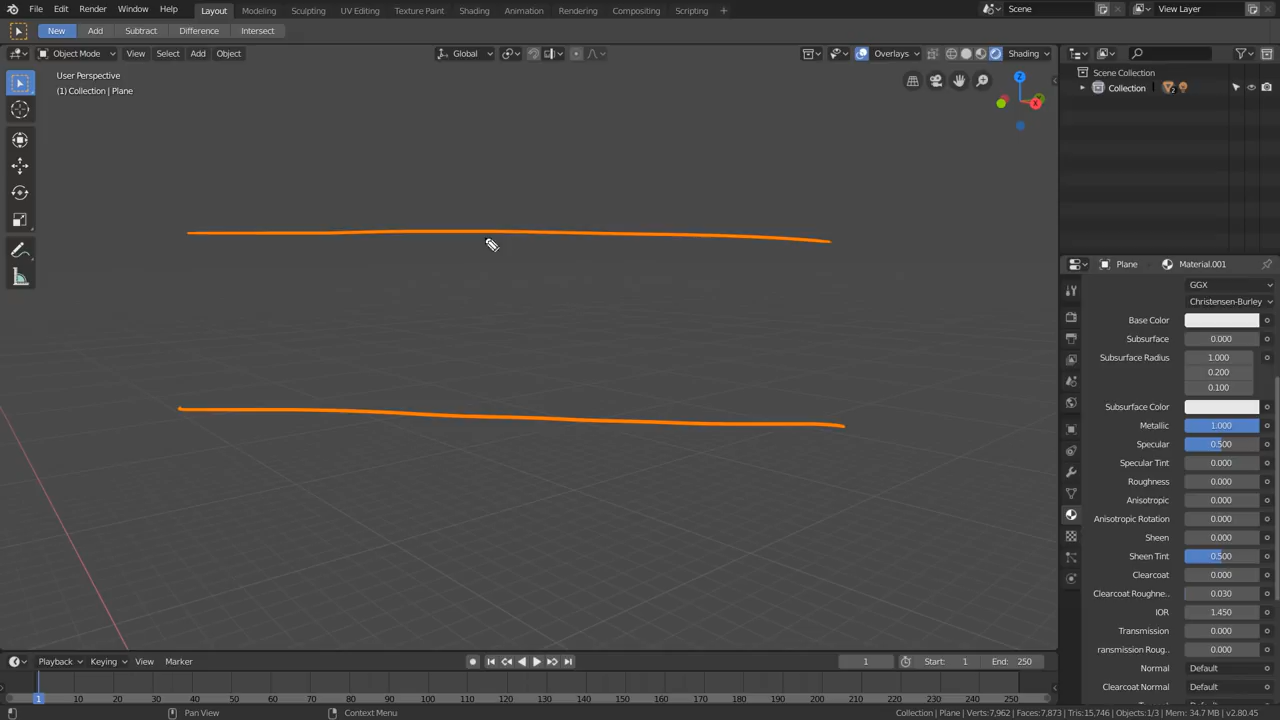 File Edit Render Window Help Layout Modeling Sculpting UV Editing Texture Paint Shading Animation Rendering Compositing Scripting + Scene View Layer
New Add Subtract Difference Intersect
Object Mode View Select Add Object Global Overlays Shading
User Perspective
(1) Collection | Plane
Z
X
Y
Scene Collection
Collection 2
Plane Material.001
GGX
Christensen-Burley
Base Color
Subsurface 0.000
Subsurface Radius 1.000
0.200
0.100
Subsurface Color
Metallic 1.000
Specular 0.500
Specular Tint 0.000
Roughness 0.000
Anisotropic 0.000
Anisotropic Rotation 0.000
Sheen 0.000
Sheen Tint 0.500
Clearcoat 0.000
Clearcoat Roughne.. 0.030
IOR 1.450
Transmission 0.000
ransmission Roug.. 0.000
Normal Default
Clearcoat Normal Default
Playback Keying View Marker 1 Start: 1 End: 250
1 10 20 30 40 50 60 70 80 90 100 110 120 130 140 150 160 170 180 190 200 210 220 230 240 250
Pan View Context Menu Collection | Plane | Verts:7,962 | Faces:7,873 | Tris:15,746 | Objects:1/3 | Mem: 34.7 MB | v2.80.45